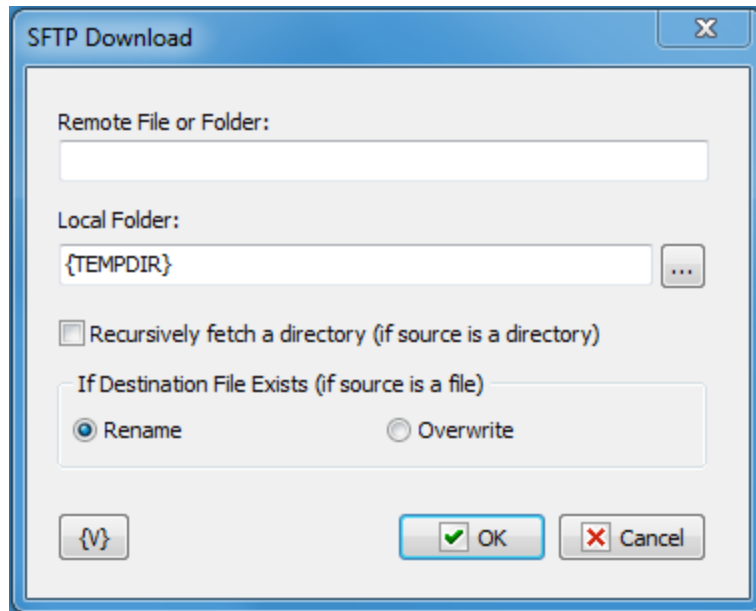 SFTP Download
Remote File or Folder:
Local Folder:
{TEMPDIR}
...
Recursively fetch a directory (if source is a directory)
If Destination File Exists (if source is a file)
Rename Overwrite
{V} OK Cancel